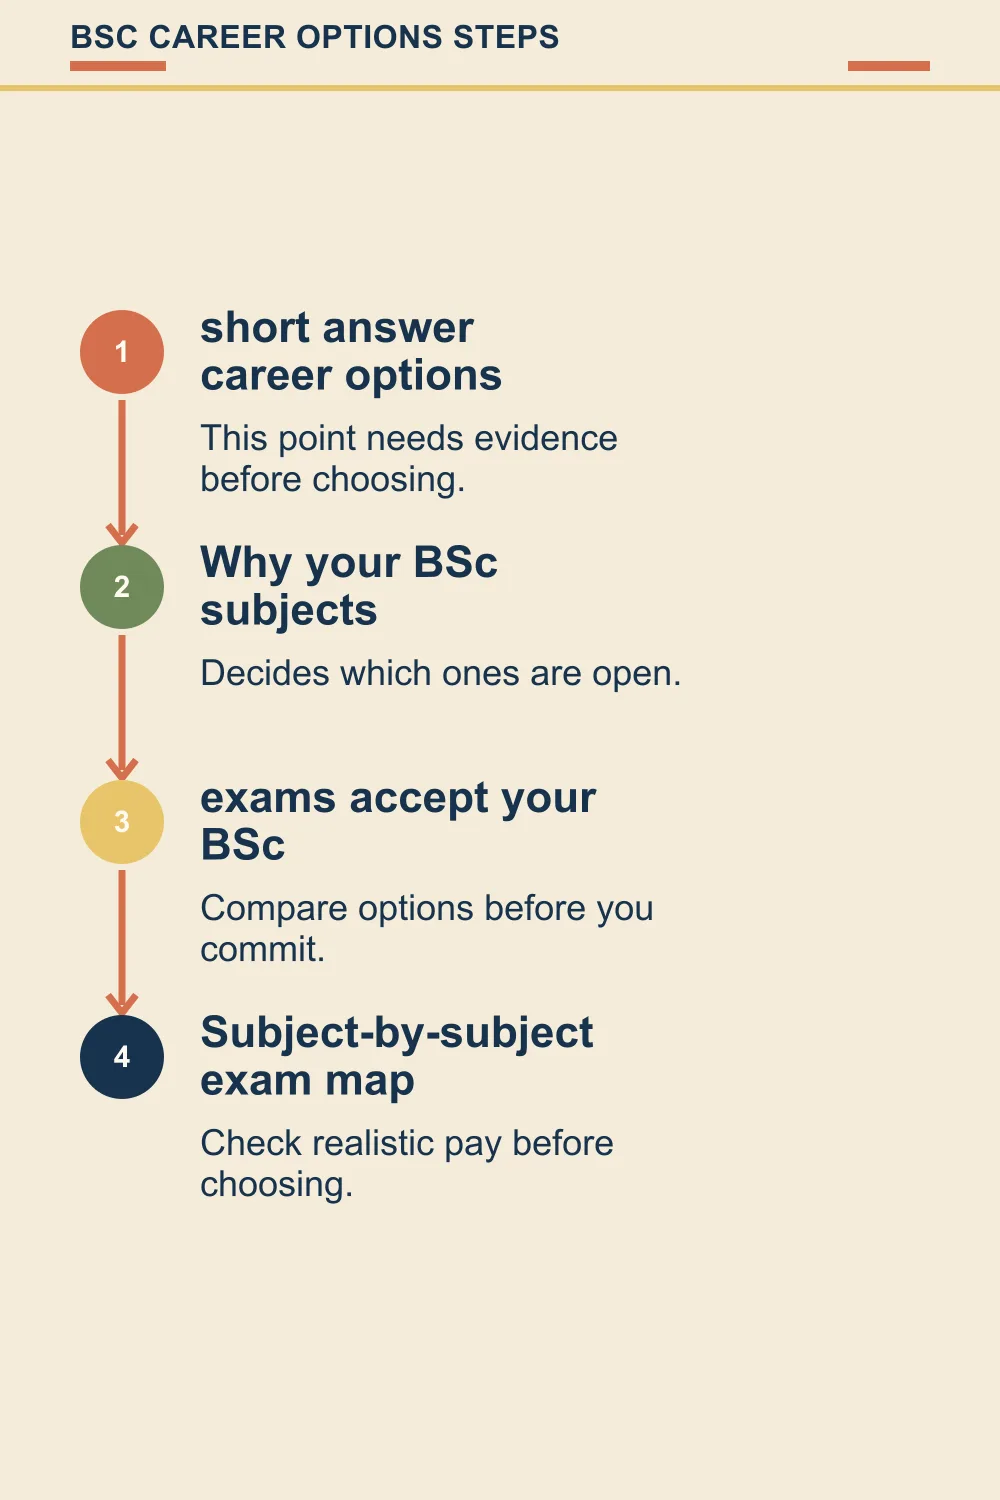 BSC CAREER OPTIONS STEPS
1
short answer
career options
This point needs evidence
before choosing.
2
Why your BSc
subjects
Decides which ones are open.
3
exams accept your
BSc
Compare options before you
commit.
4
Subject-by-subject
exam map
Check realistic pay before
choosing.